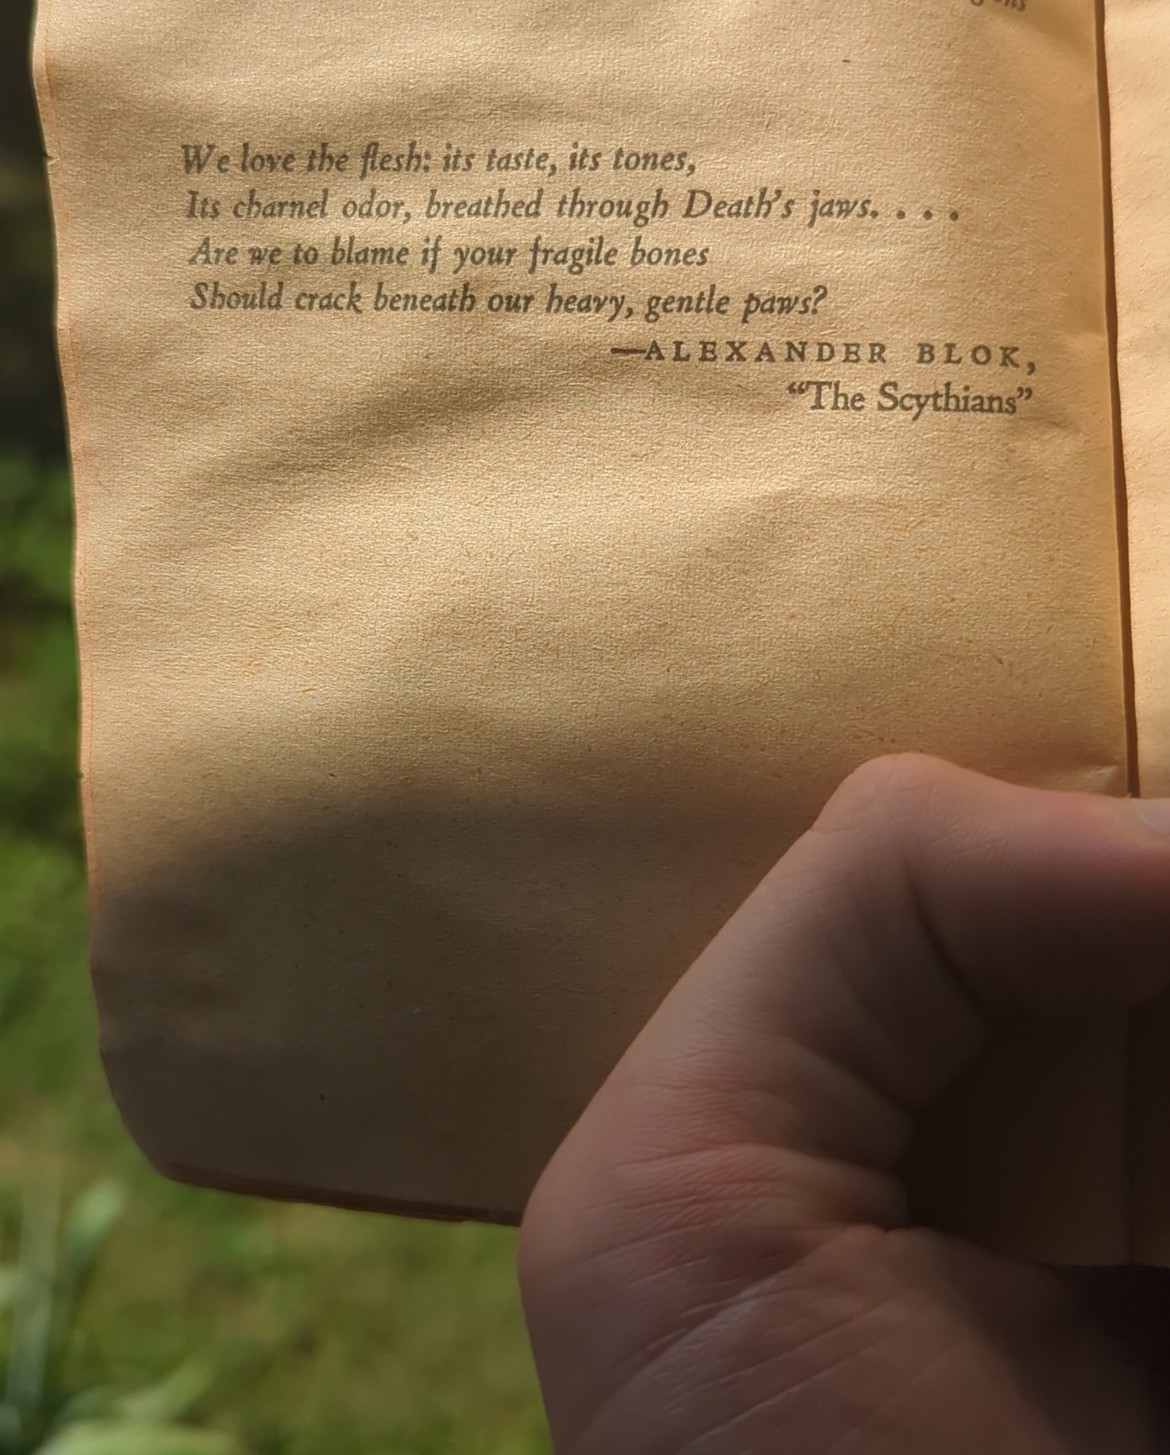 We love the flesh: its taste, its tones,
Its charnel odor, breathed through Death's jaws. . . .
Are we to blame if your fragile bones
Should crack beneath our heavy, gentle paws?
—ALEXANDER BLOK,
“The Scythians”